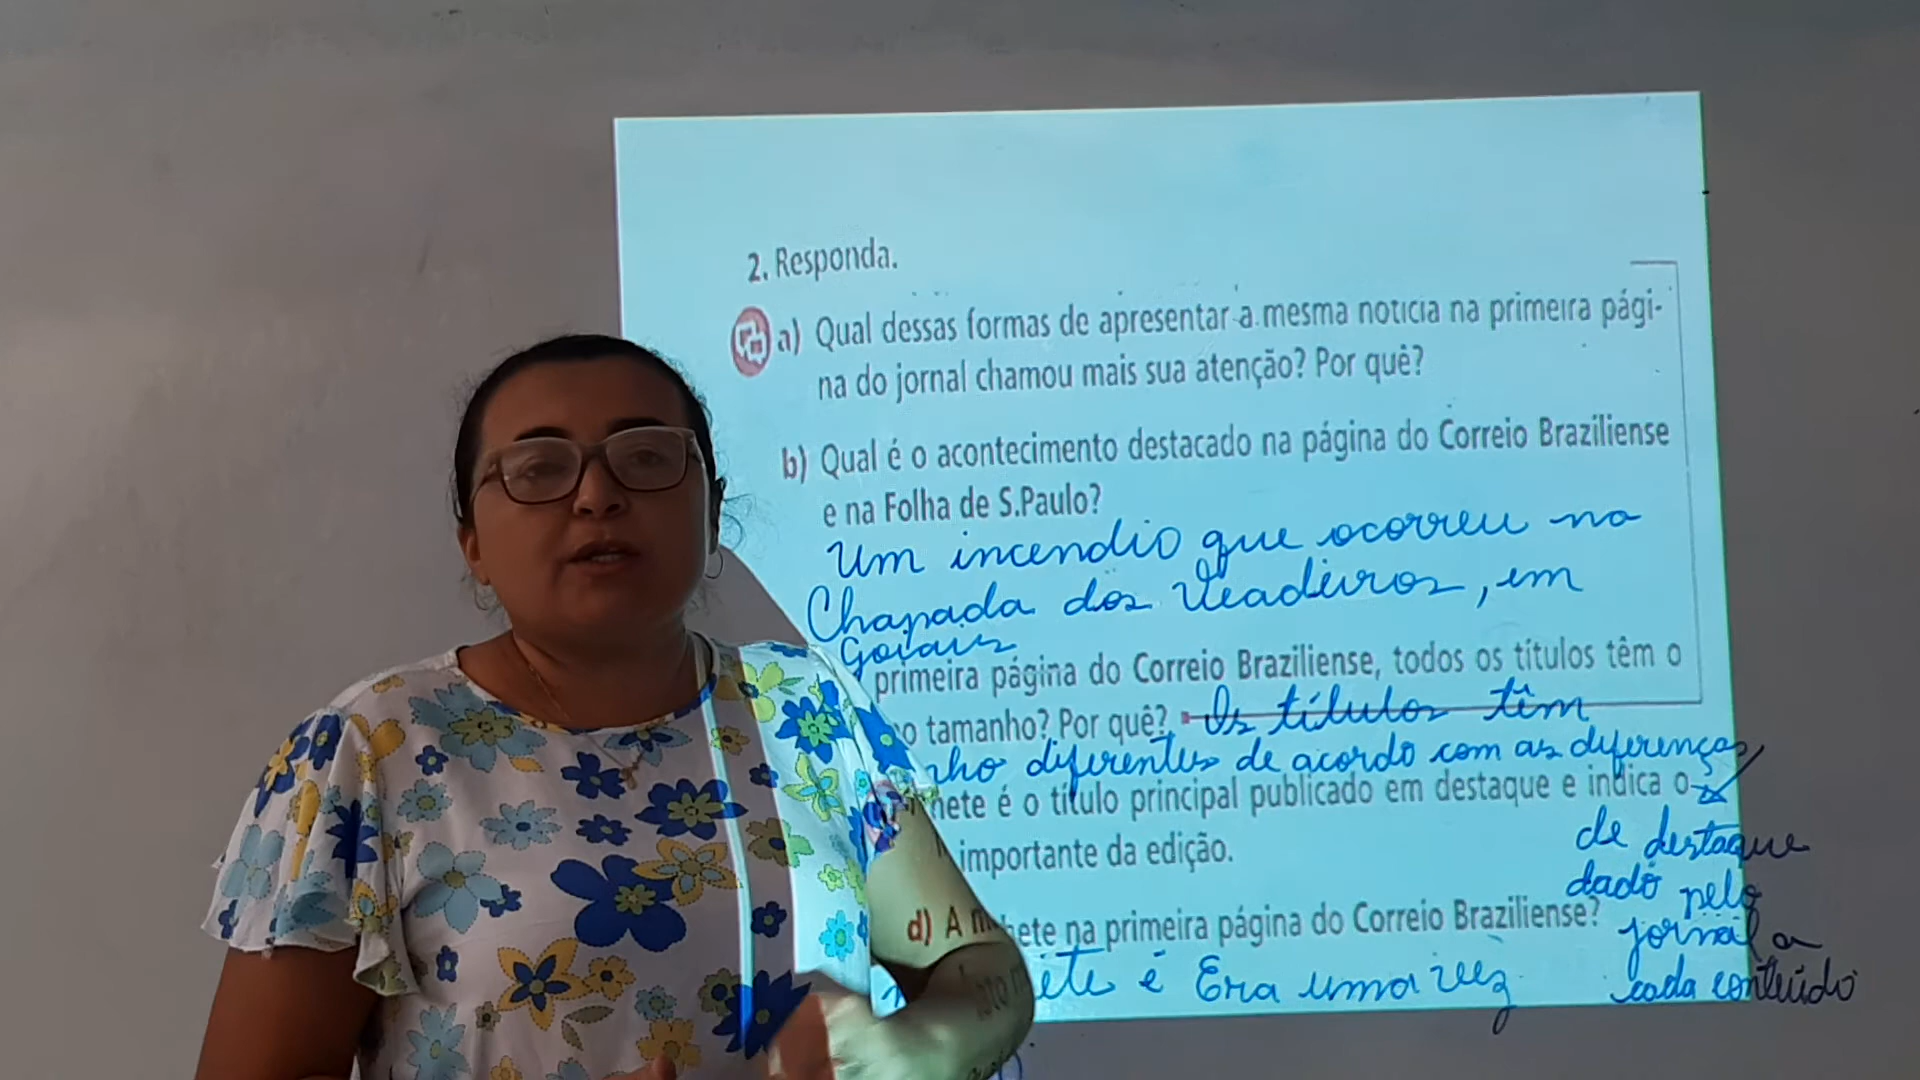 2. Responda.
a) Qual dessas formas de apresentar a mesma notícia na primeira pági-
na do jornal chamou mais sua atenção? Por quê?
b) Qual é o acontecimento destacado na página do Correio Braziliense
e na Folha de S.Paulo?
Um incendio que ocorreu na
Chapada dos Veadeiros, em
Goiais
primeira página do Correio Braziliense, todos os títulos têm o
o tamanho? Por quê? Os títulos têm
nho diferentes de acordo com as diferenças
hete é o título principal publicado em destaque e indica o
importante da edição.
de destaque
dado pelo
jornal a
cada conteúdo
d) A m hete na primeira página do Correio Braziliense?
ete é Era uma vez